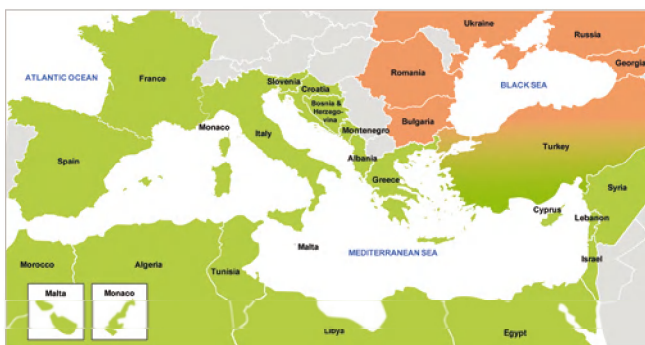 Ukraine
Russia
ATLANTIC OCEAN
France
Slovenia
Croatia
Romania
BLACK SEA
Georgia
Bosnia &
Herzego-
vina
Bulgaria
Monaco
Italy
Montenegro
Turkey
Spain
Albania
Greece
Syria
Cyprus
Lebanon
Malta
MEDITERRANEAN SEA
Morocco
Algeria
Tunisia
Israel
Malta
Monaco
Libya
Egypt